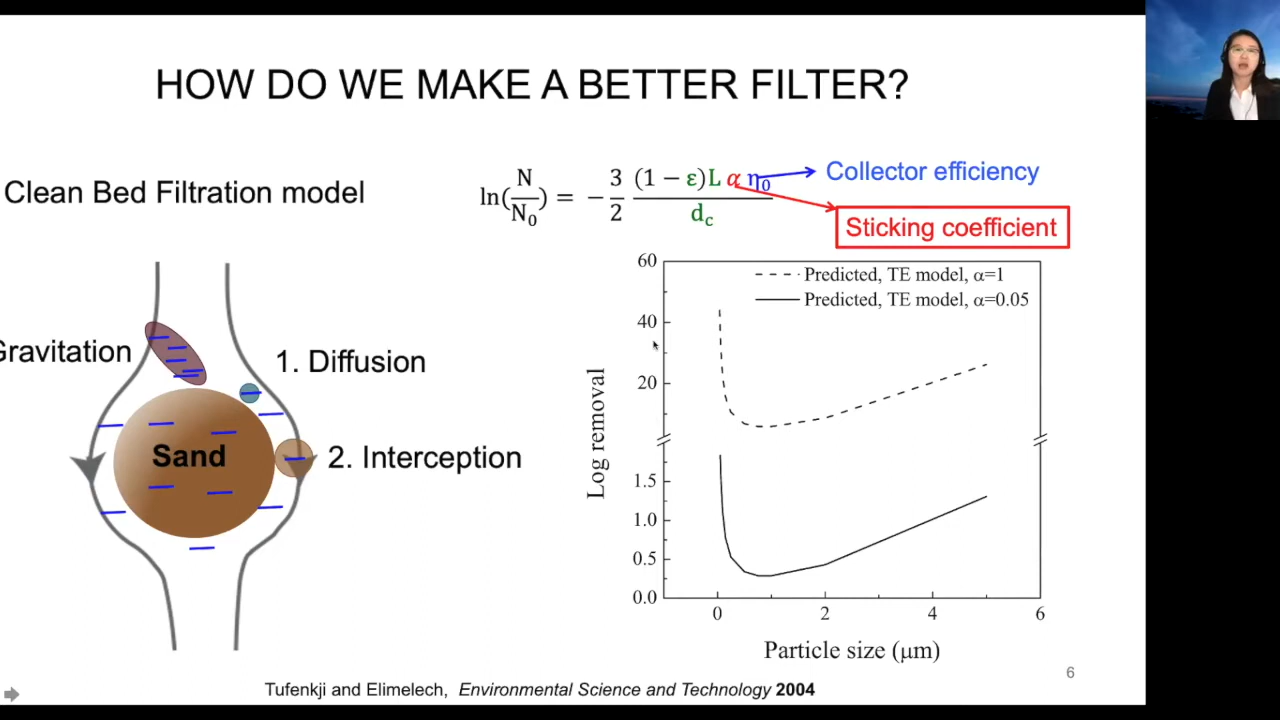 HOW DO WE MAKE A BETTER FILTER?
Clean Bed Filtration model
ln(N/N₀) = − 3/2 (1 − ε)L α η₀ / d꜀
Collector efficiency
Sticking coefficient
Gravitation
1. Diffusion
Sand
2. Interception
Predicted, TE model, α=1
Predicted, TE model, α=0.05
60
40
20
1.5
1.0
0.5
0.0
Log removal
0 2 4 6
Particle size (μm)
6
Tufenkji and Elimelech, Environmental Science and Technology 2004